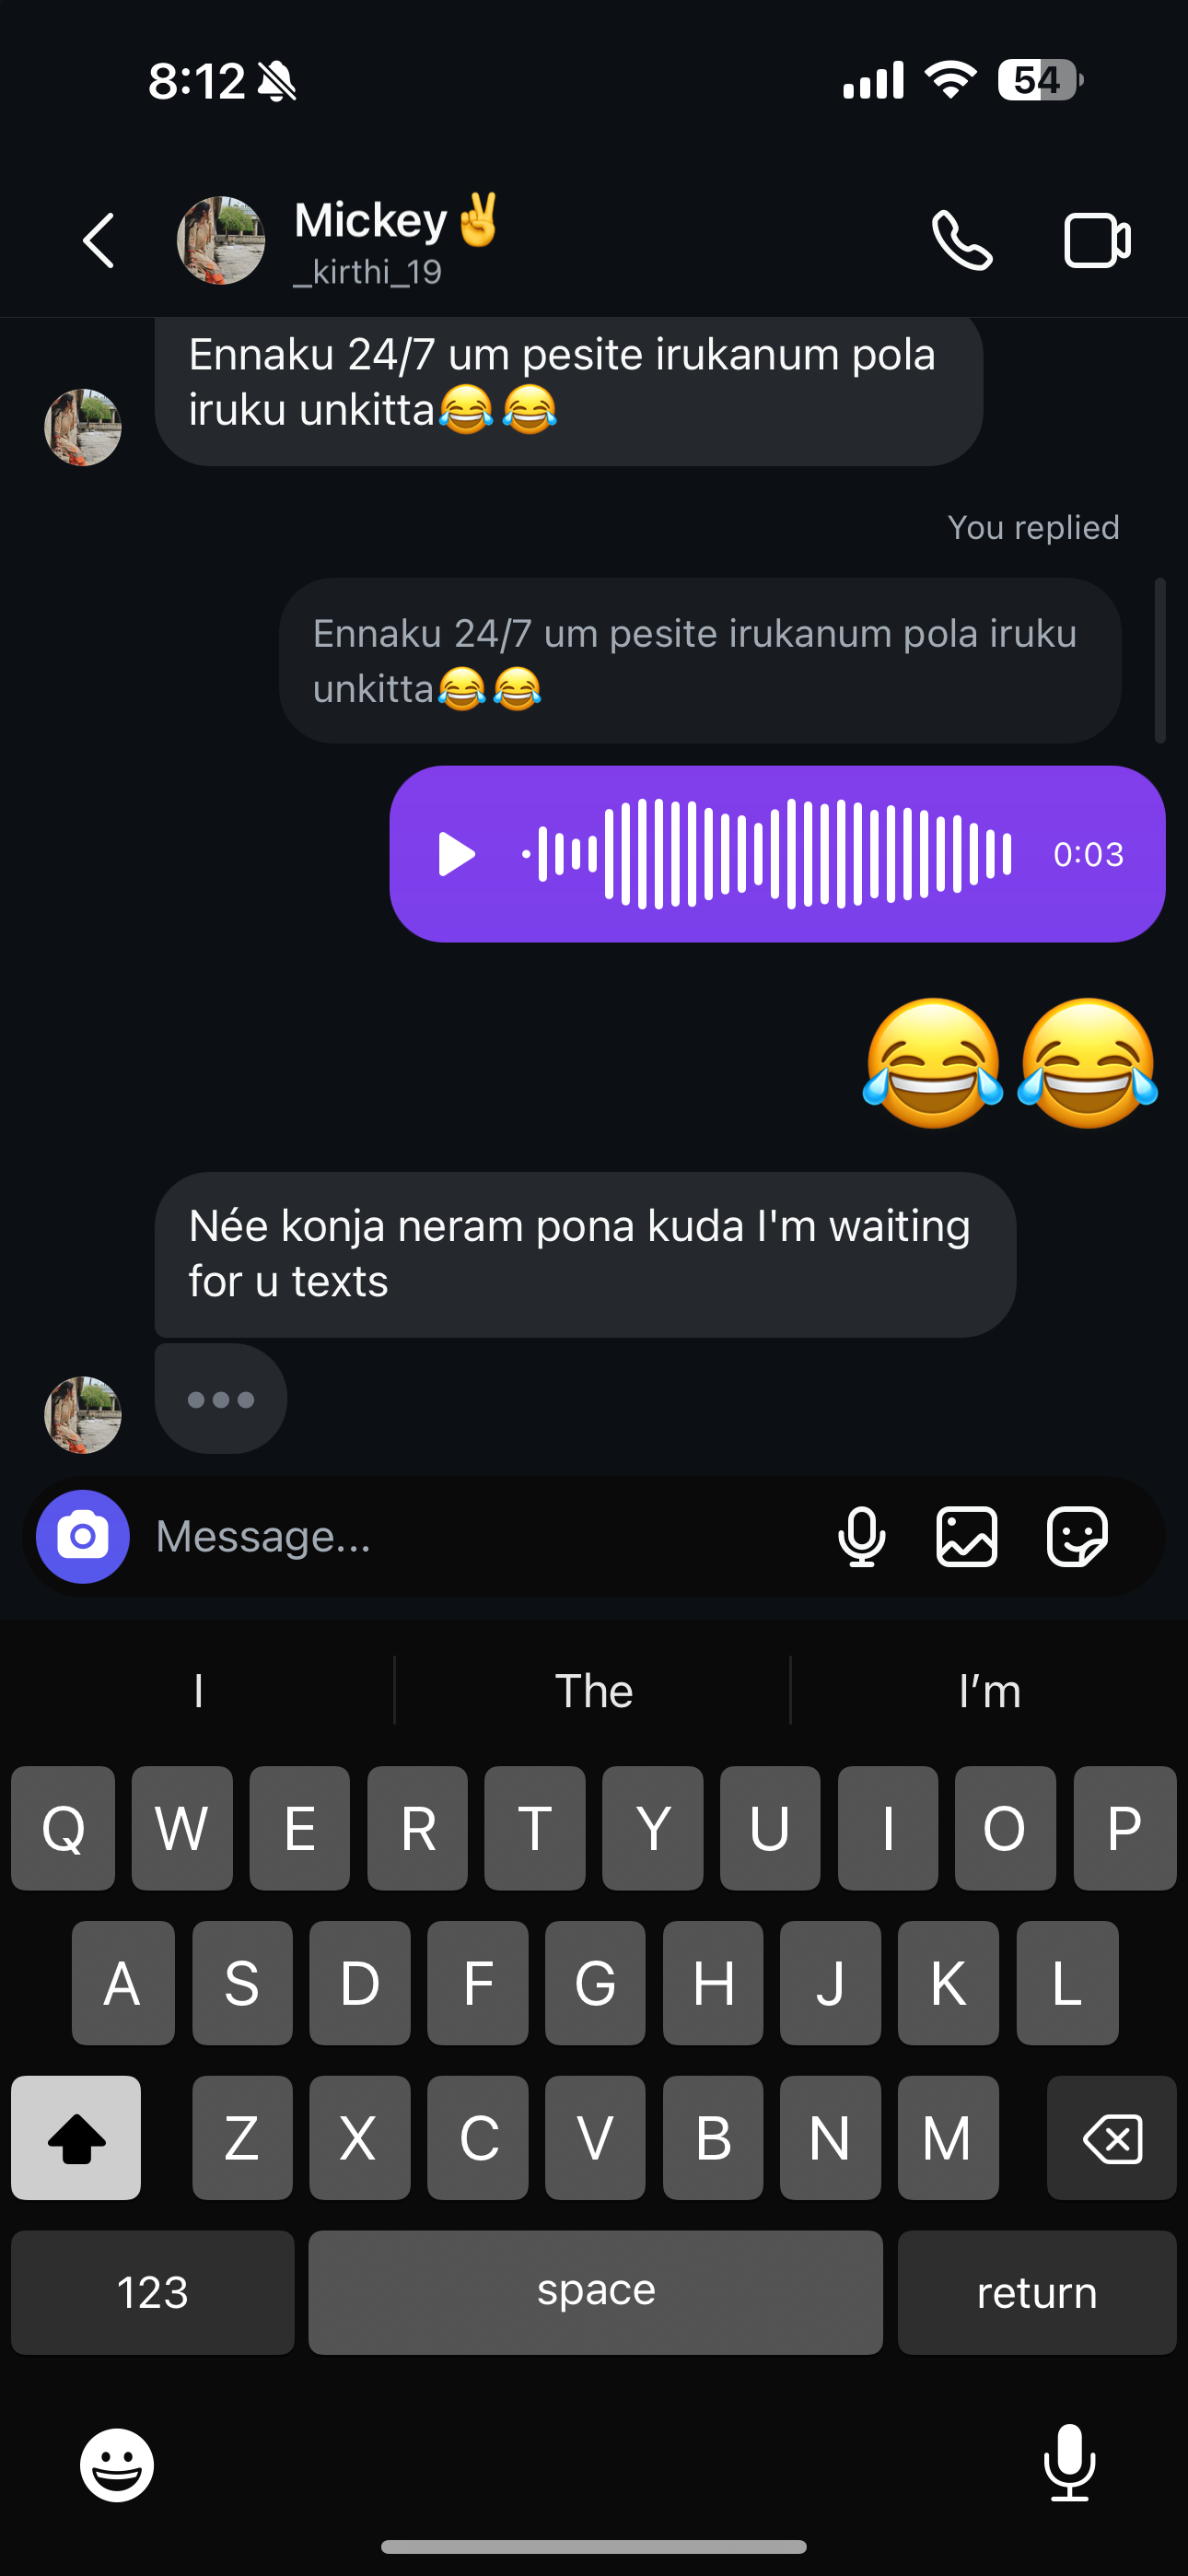 8:12
54
Mickey✌️
_kirthi_19
Ennaku 24/7 um pesite irukanum pola
iruku unkitta😂😂
You replied
Ennaku 24/7 um pesite irukanum pola iruku
unkitta😂😂
0:03
😂😂
Née konja neram pona kuda I'm waiting
for u texts
Message...
I The I’m
Q W E R T Y U I O P
A S D F G H J K L
Z X C V B N M
123 space return